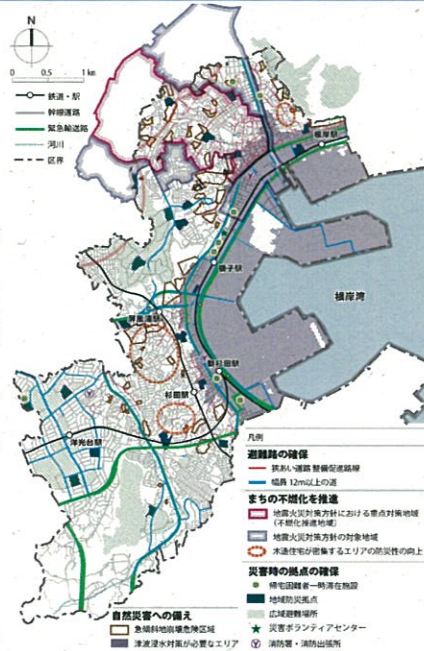 N
0 0.5 1km
鉄道・駅
幹線道路
緊急輸送路
河川
区界
根岸駅
磯子駅
根岸湾
屏風浦駅
新杉田駅
杉田駅
洋光台駅
凡例
避難路の確保
狭あい道路 整備促進路線
幅員 12m以上の道
まちの不燃化を推進
地震火災対策方針における重点対策地域
(不燃化推進地域)
地震火災対策方針の対象地域
木造住宅が密集するエリアの防災性の向上
災害時の拠点の確保
帰宅困難者一時滞在施設
地域防災拠点
広域避難場所
災害ボランティアセンター
消防署・消防出張所
自然災害への備え
急傾斜地崩壊危険区域
津波浸水対策が必要なエリア